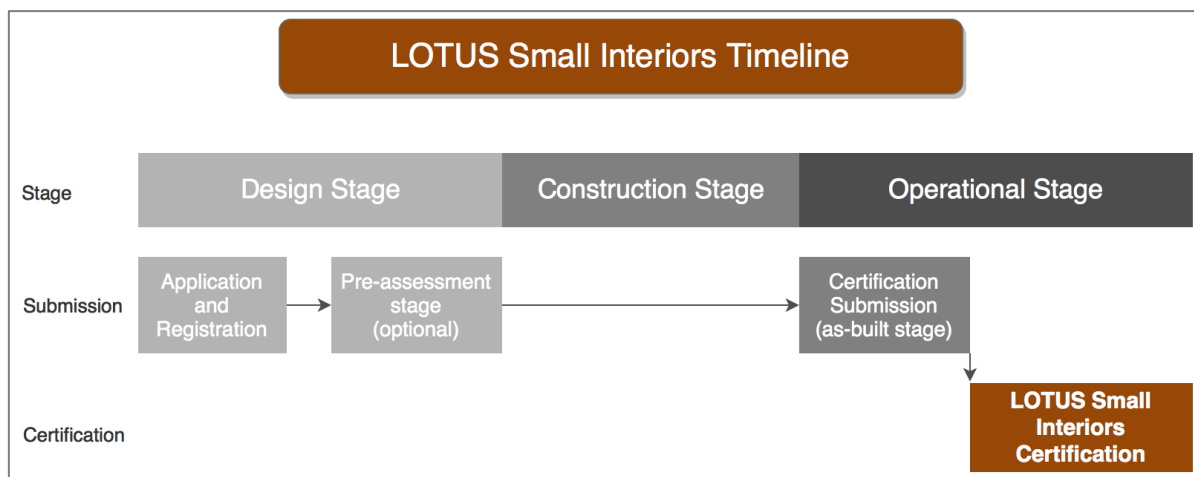 LOTUS Small Interiors Timeline
Stage
Design Stage
Construction Stage
Operational Stage
Submission
Application
and
Registration
Pre-assessment
stage
(optional)
Certification
Submission
(as-built stage)
Certification
LOTUS Small
Interiors
Certification